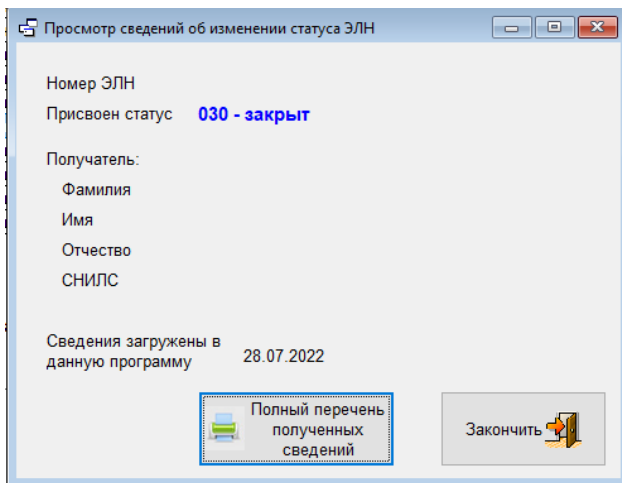 Просмотр сведений об изменении статуса ЭЛН
Номер ЭЛН
Присвоен статус 030 - закрыт
Получатель:
Фамилия
Имя
Отчество
СНИЛС
Сведения загружены в
данную программу 28.07.2022
Полный перечень
полученных
сведений
Закончить